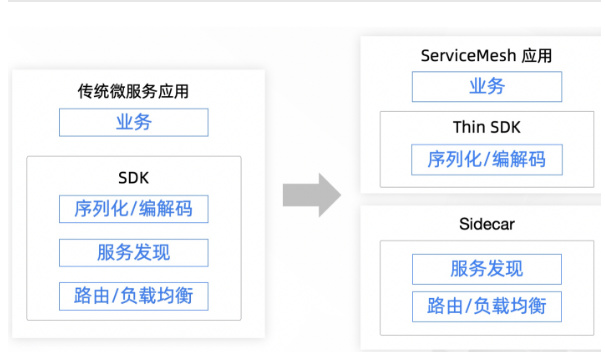 传统微服务应用
业务
SDK
序列化/编解码
服务发现
路由/负载均衡
ServiceMesh 应用
业务
Thin SDK
序列化/编解码
Sidecar
服务发现
路由/负载均衡